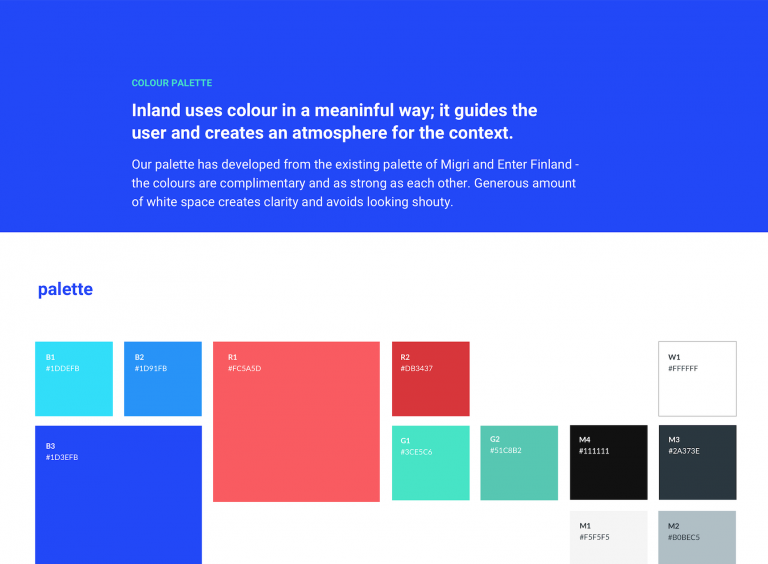 COLOUR PALETTE
Inland uses colour in a meaninful way; it guides the
user and creates an atmosphere for the context.
Our palette has developed from the existing palette of Migri and Enter Finland -
the colours are complimentary and as strong as each other. Generous amount
of white space creates clarity and avoids looking shouty.
palette
B1
#1DDEFB
B2
#1D91FB
R1
#FC5A5D
R2
#DB3437
W1
#FFFFFF
B3
#1D3EFB
G1
#3CE5C6
G2
#51C8B2
M4
#111111
M3
#2A373E
M1
#F5F5F5
M2
#B0BEC5